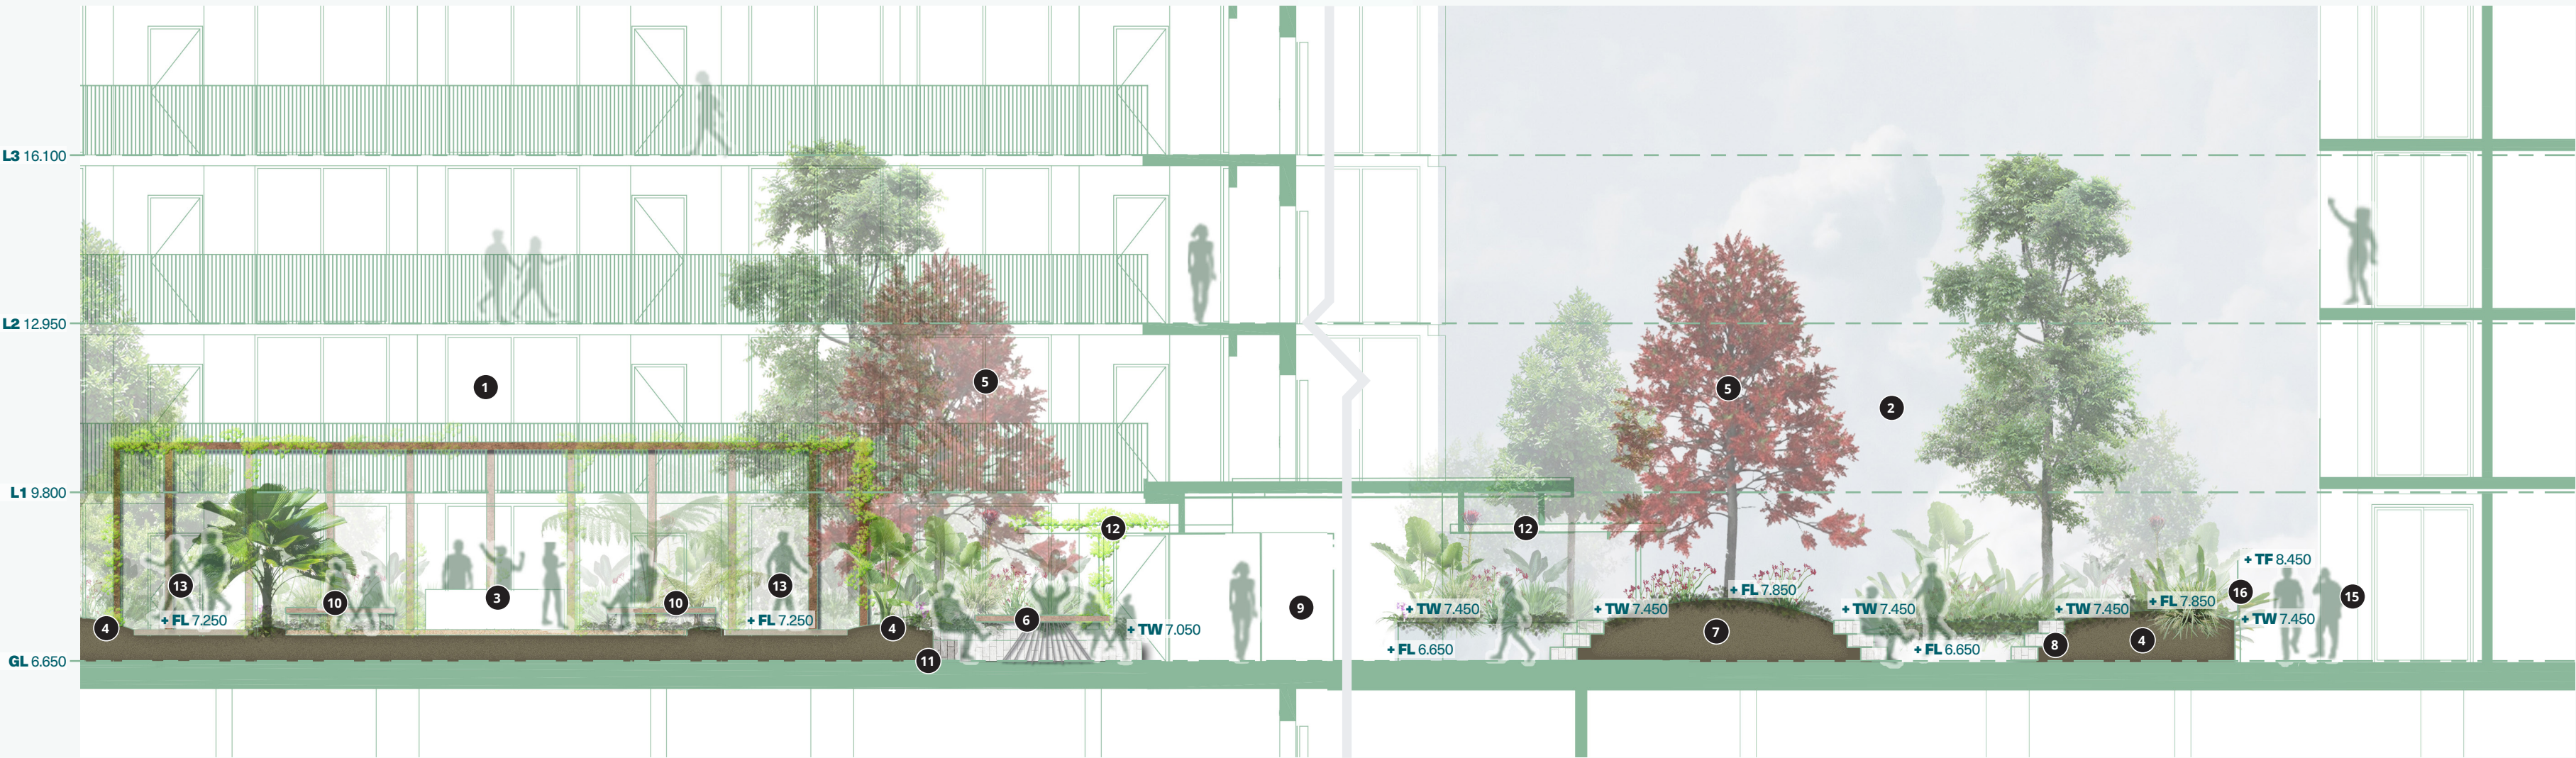 L3 16.100
L2 12.950
1
5
5
2
L1 9.800
12
12
+ TF 8.450
13
13
+ FL 7.850
16
15
10
3
10
+ TW 7.450
+ TW 7.450
+ TW 7.450
+ TW 7.450
+ FL 7.850
9
+ FL 7.250
+ FL 7.250
6
+ TW 7.450
4
4
+ TW 7.050
7
8
4
+ FL 6.650
+ FL 6.650
GL 6.650
11